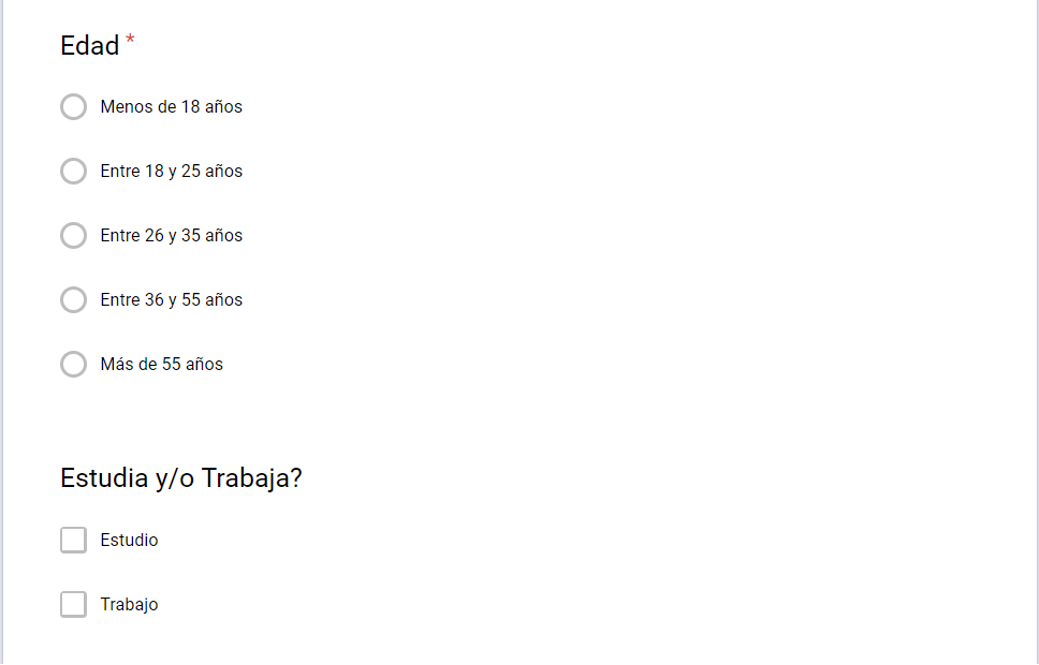 Edad *
Menos de 18 años
Entre 18 y 25 años
Entre 26 y 35 años
Entre 36 y 55 años
Más de 55 años
Estudia y/o Trabaja?
Estudio
Trabajo